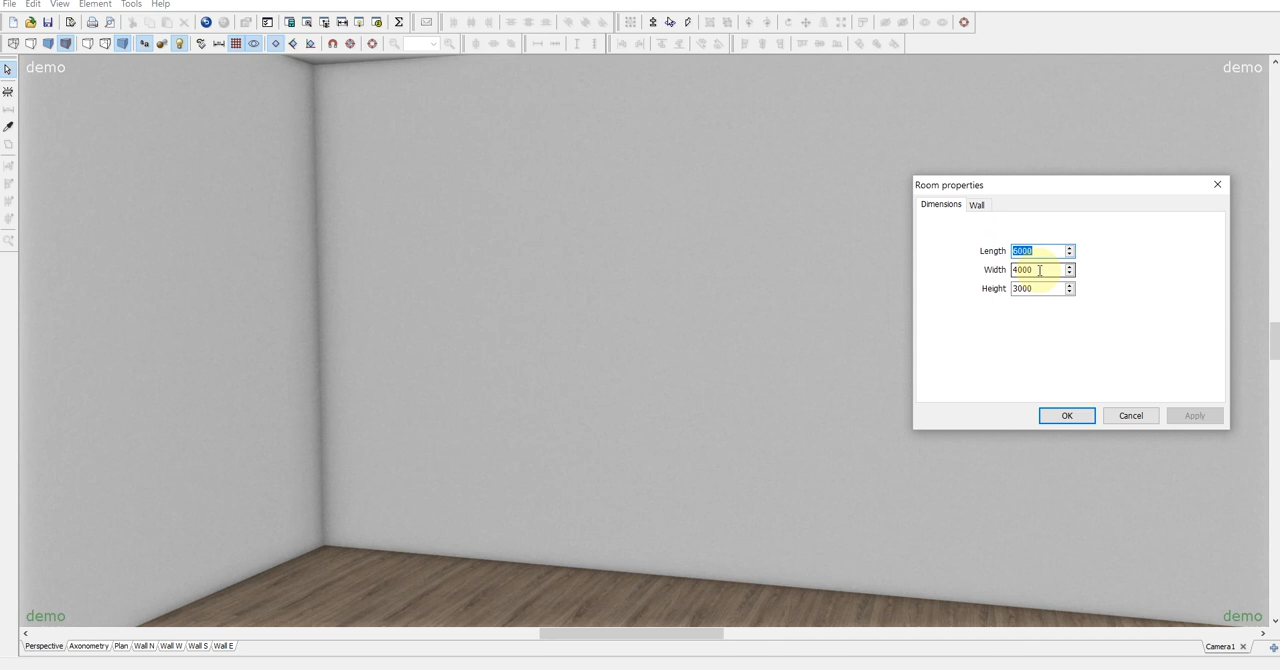 File Edit View Element Tools Help
demo demo
Room properties
Dimensions Wall
Length 6000
Width 4000
Height 3000
OK Cancel Apply
demo demo
Perspective Axonometry Plan Wall N Wall W Wall S Wall E Camera1